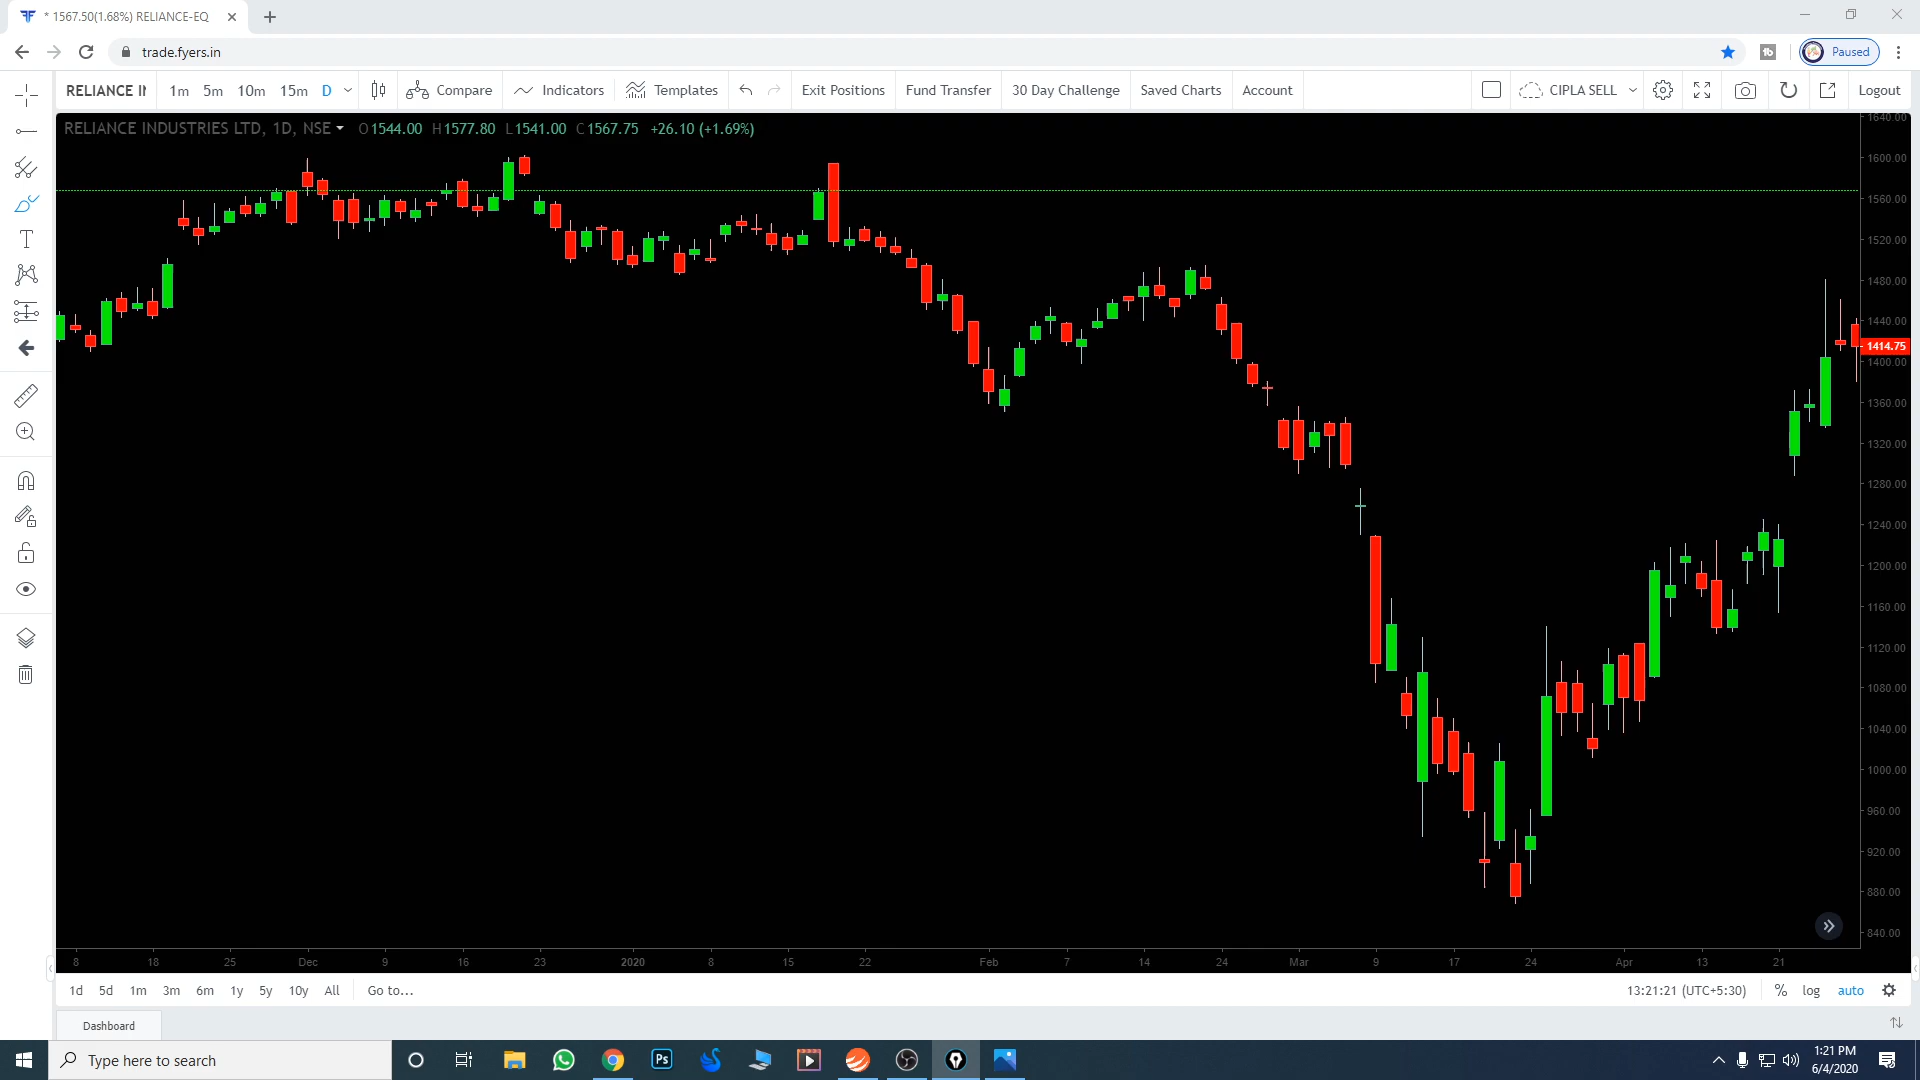 * 1567.50(1.68%) RELIANCE-EQ
trade.fyers.in
Paused
RELIANCE I
1m 5m 10m 15m D Compare Indicators Templates Exit Positions Fund Transfer 30 Day Challenge Saved Charts Account CIPLA SELL Logout
RELIANCE INDUSTRIES LTD, 1D, NSE O1544.00 H1577.80 L1541.00 C1567.75 +26.10 (+1.69%)
1640.00
1600.00
1560.00
1520.00
1480.00
1440.00
1414.75
1400.00
1360.00
1320.00
1280.00
1240.00
1200.00
1160.00
1120.00
1080.00
1040.00
1000.00
960.00
920.00
880.00
840.00
8 18 25 Dec 9 16 23 2020 8 15 22 Feb 7 14 24 Mar 9 17 24 Apr 13 21
1d 5d 1m 3m 6m 1y 5y 10y All Go to... 13:21:21 (UTC+5:30) % log auto
Dashboard
Type here to search
Ps
1:21 PM
6/4/2020